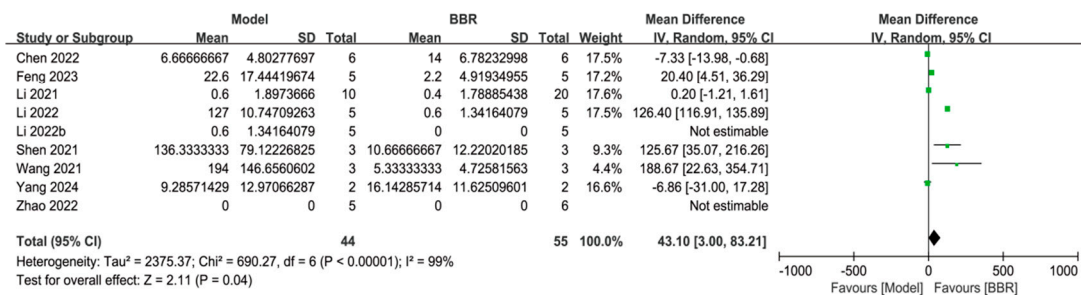 Model BBR Mean Difference Mean Difference
Study or Subgroup Mean SD Total Mean SD Total Weight IV, Random, 95% CI IV, Random, 95% CI
Chen 2022 6.66666667 4.80277697 6 14 6.78232998 6 17.5% -7.33 [-13.98, -0.68]
Feng 2023 22.6 17.44419674 5 2.2 4.91934955 5 17.2% 20.40 [4.51, 36.29]
Li 2021 0.6 1.8973666 10 0.4 1.78885438 20 17.6% 0.20 [-1.21, 1.61]
Li 2022 127 10.74709263 5 0.6 1.34164079 5 17.5% 126.40 [116.91, 135.89]
Li 2022b 0.6 1.34164079 5 0 0 5 Not estimable
Shen 2021 136.3333333 79.12226825 3 10.66666667 12.22020185 3 9.3% 125.67 [35.07, 216.26]
Wang 2021 194 146.6560602 3 5.33333333 4.72581563 3 4.4% 188.67 [22.63, 354.71]
Yang 2024 9.28571429 12.97066287 2 16.14285714 11.62509601 2 16.6% -6.86 [-31.00, 17.28]
Zhao 2022 0 0 5 0 0 6 Not estimable
Total (95% CI) 44 55 100.0% 43.10 [3.00, 83.21]
Heterogeneity: Tau² = 2375.37; Chi² = 690.27, df = 6 (P < 0.00001); I² = 99%
Test for overall effect: Z = 2.11 (P = 0.04)
-1000 -500 0 500 1000
Favours [Model] Favours [BBR]